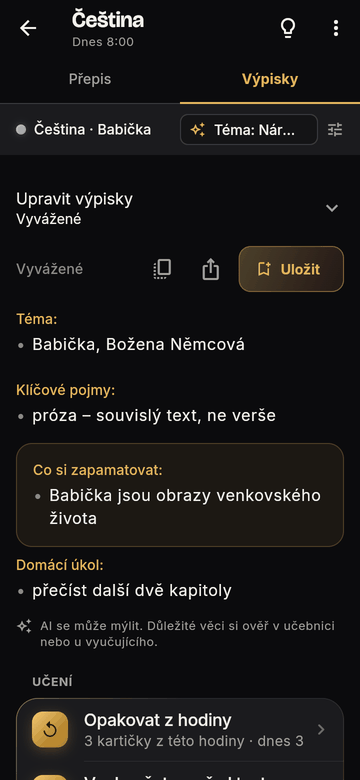 Čeština
Dnes 8:00
Přepis
Výpisky
Čeština · Babička
Téma: Nár...
Upravit výpisky
Vyvážené
Vyvážené
Uložit
Téma:
• Babička, Božena Němcová
Klíčové pojmy:
• próza – souvislý text, ne verše
Co si zapamatovat:
• Babička jsou obrazy venkovského
života
Domácí úkol:
• přečíst další dvě kapitoly
AI se může mýlit. Důležité věci si ověř v učebnici
nebo u vyučujícího.
UČENÍ
Opakovat z hodiny
3 kartičky z této hodiny · dnes 3